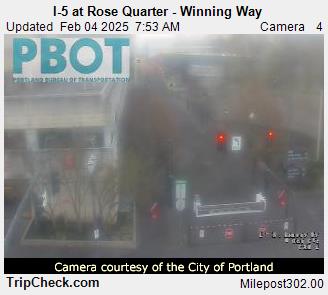 I-5 at Rose Quarter - Winning Way
Updated Feb 04 2025 7:53 AM Camera 4
PBOT
PORTLAND BUREAU OF TRANSPORTATION
Camera courtesy of the City of Portland
TripCheck.com Milepost302.00